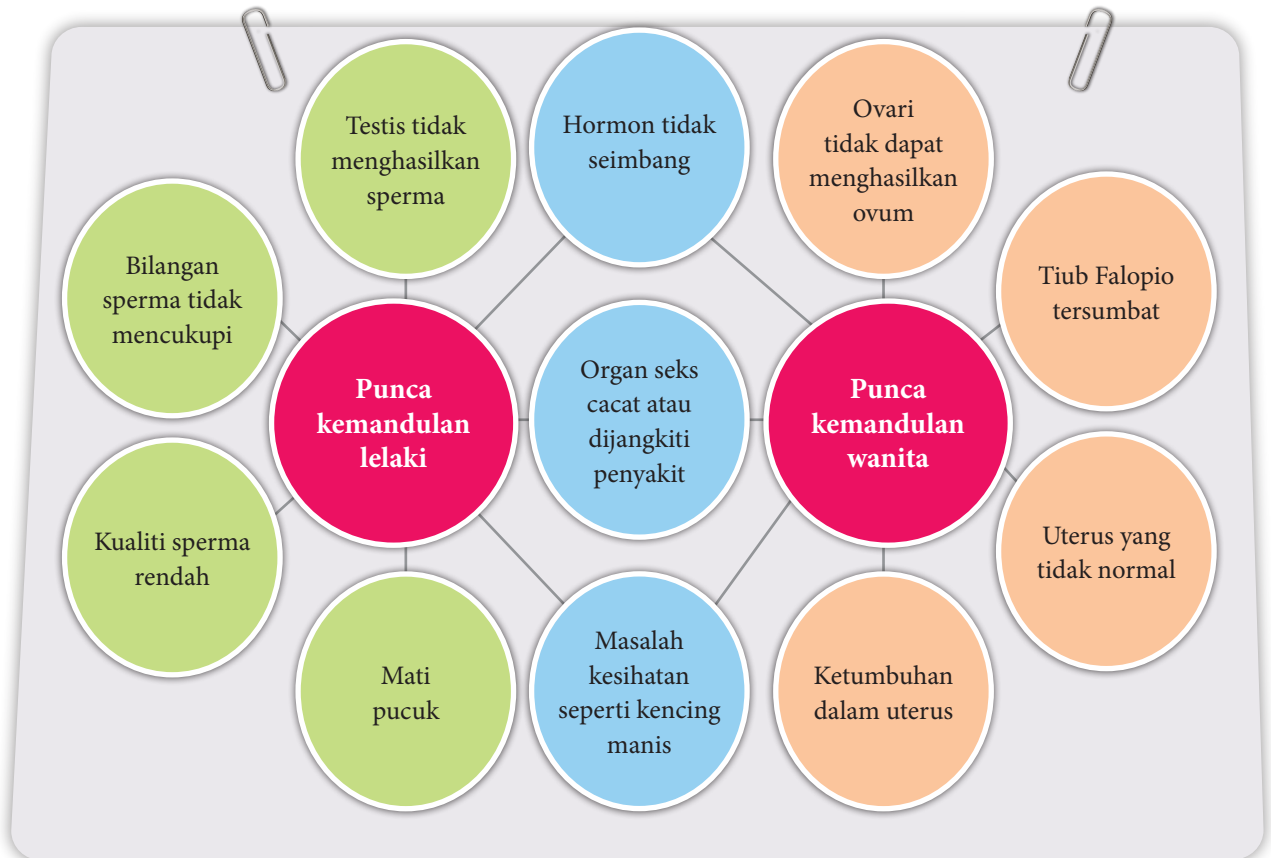 Testis tidak
menghasilkan
sperma
Hormon tidak
seimbang
Ovari
tidak dapat
menghasilkan
ovum
Bilangan
sperma tidak
mencukupi
Tiub Falopio
tersumbat
Punca
kemandulan
lelaki
Organ seks
cacat atau
dijangkiti
penyakit
Punca
kemandulan
wanita
Kualiti sperma
rendah
Uterus yang
tidak normal
Mati
pucuk
Masalah
kesihatan
seperti kencing
manis
Ketumbuhan
dalam uterus